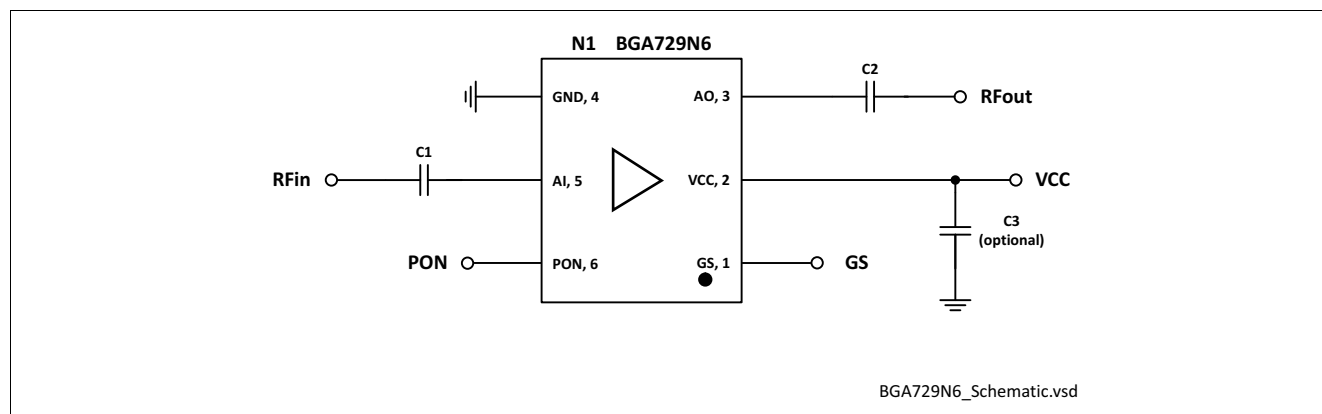 N1 BGA729N6
C2
GND, 4
AO, 3
RFout
C1
RFin
AI, 5
VCC, 2
VCC
C3
(optional)
PON
PON, 6
GS, 1
GS
BGA729N6_Schematic.vsd